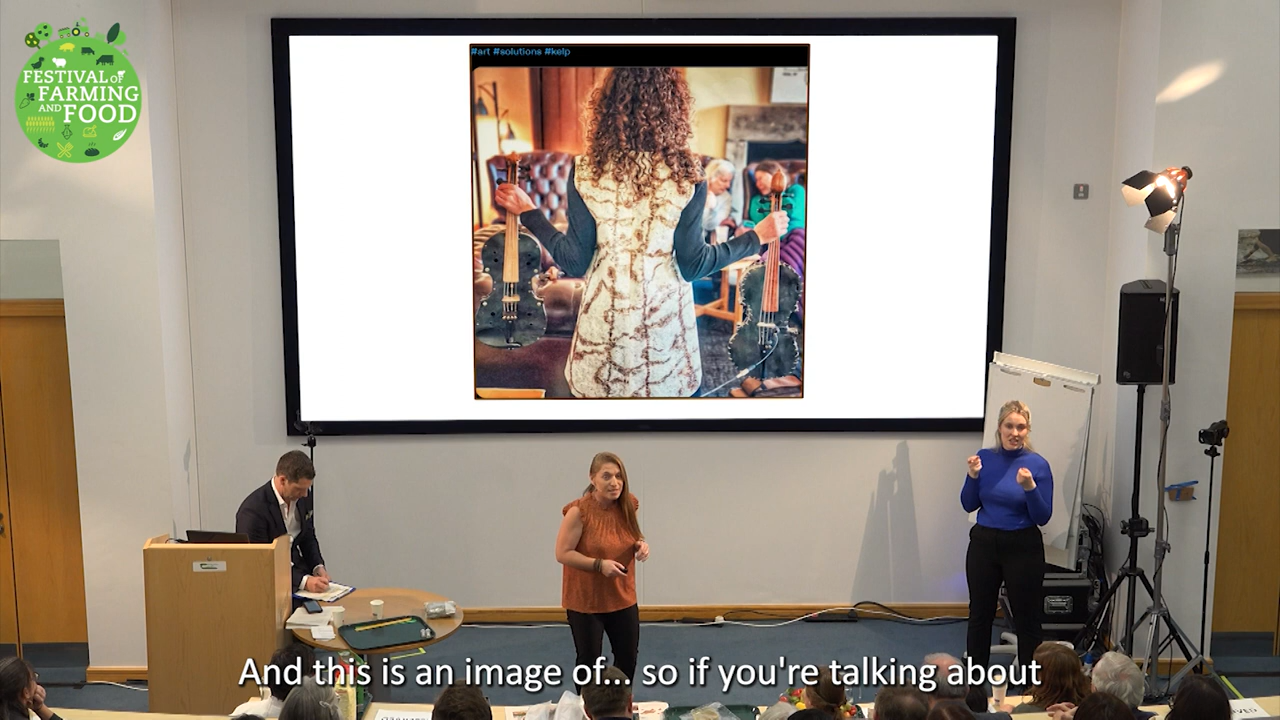 FESTIVAL of
FARMING
AND FOOD
#art #solutions #kelp
And this is an image of... so if you're talking about